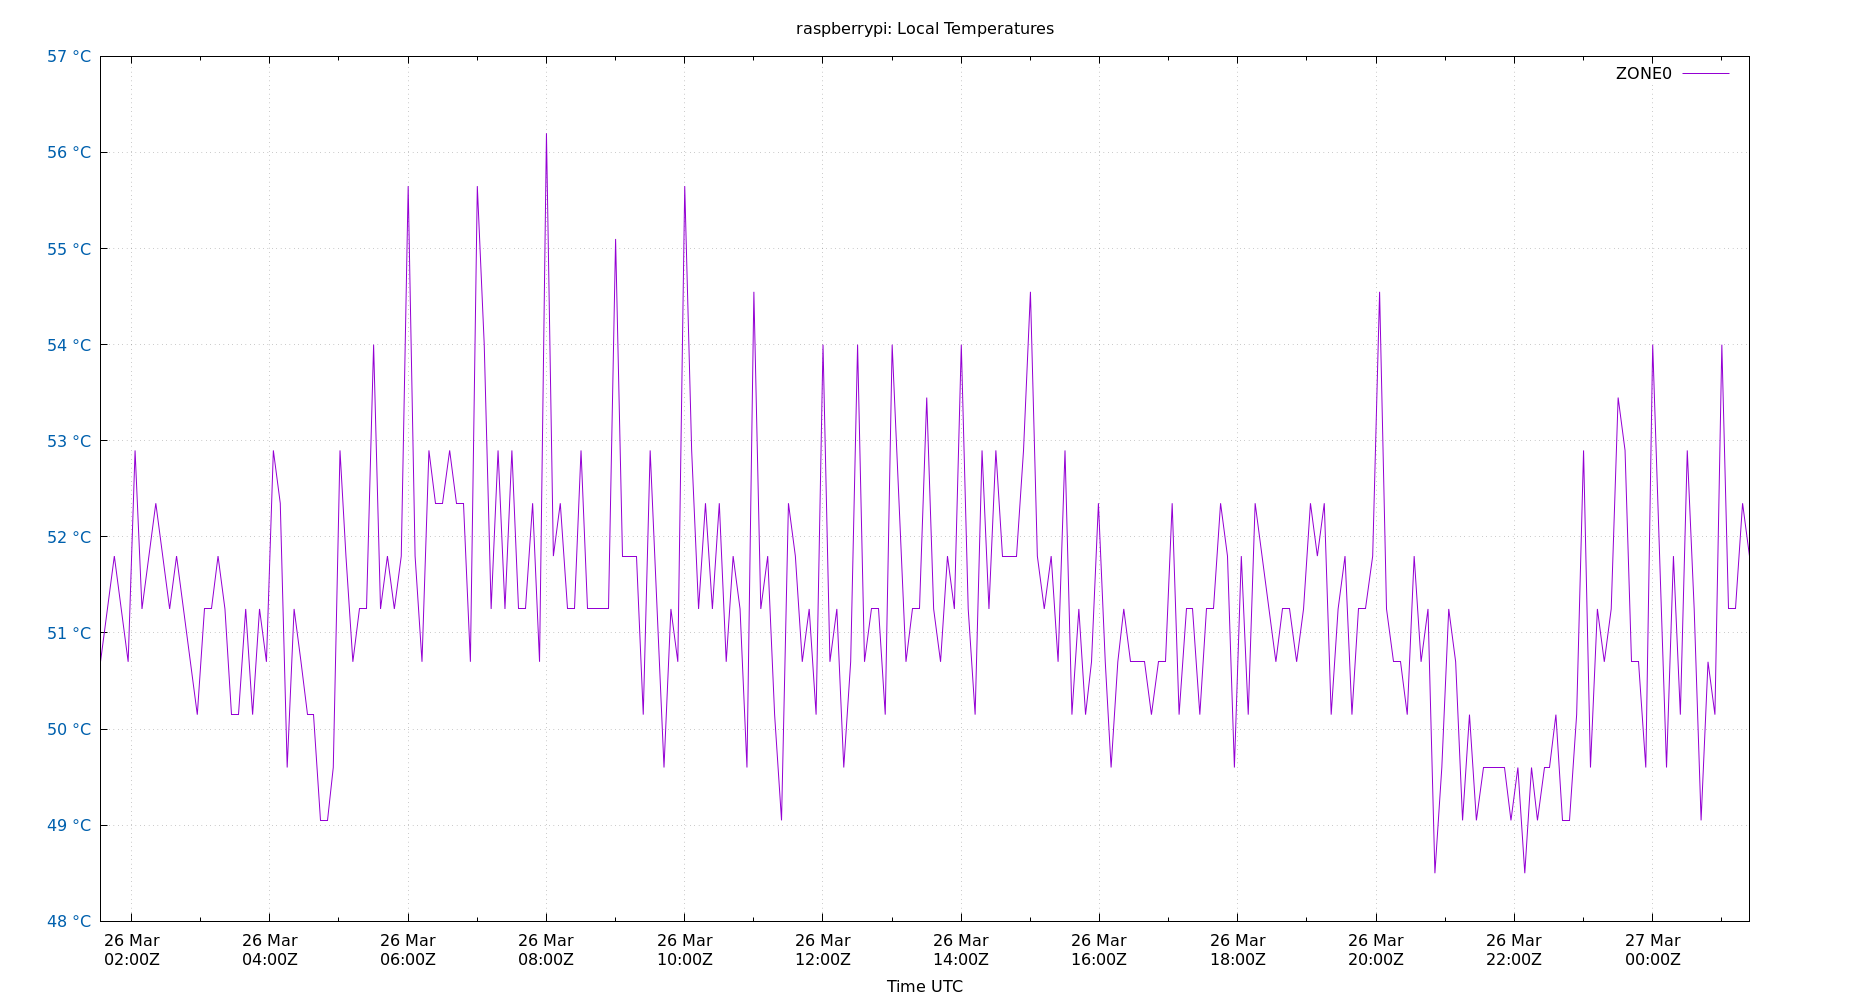 raspberrypi: Local Temperatures
57 °C
ZONE0
56 °C
55 °C
54 °C
53 °C
52 °C
51 °C
50 °C
49 °C
48 °C
26 Mar 26 Mar 26 Mar 26 Mar 26 Mar 26 Mar 26 Mar 26 Mar 26 Mar 26 Mar 26 Mar 27 Mar
02:00Z 04:00Z 06:00Z 08:00Z 10:00Z 12:00Z 14:00Z 16:00Z 18:00Z 20:00Z 22:00Z 00:00Z
Time UTC